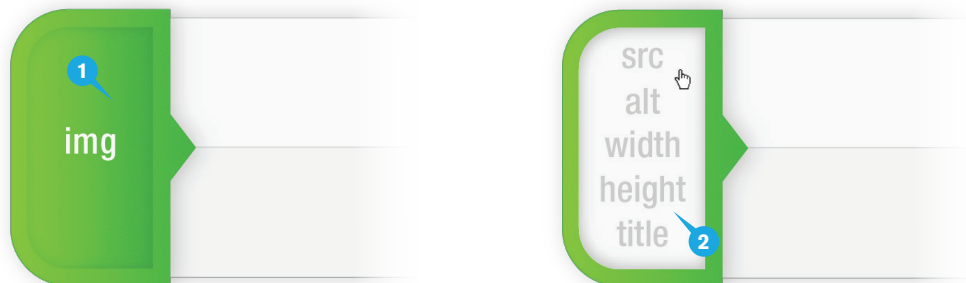 1
img
src
alt
width
height
title
2